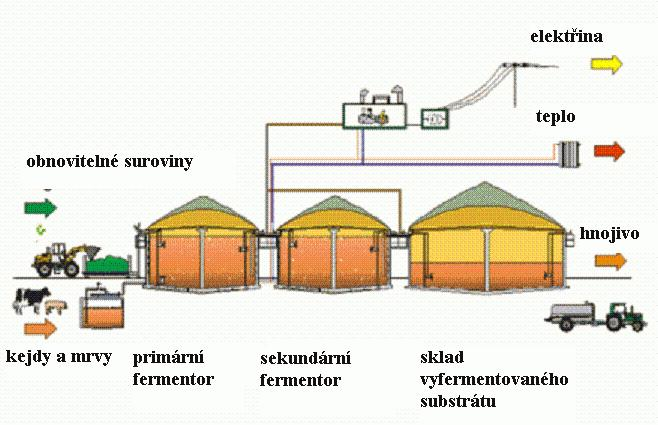 elektřina
teplo
obnovitelné suroviny
hnojivo
kejdy a mrvy
primární
fermentor
sekundární
fermentor
sklad
vyfermentovaného
substrátu